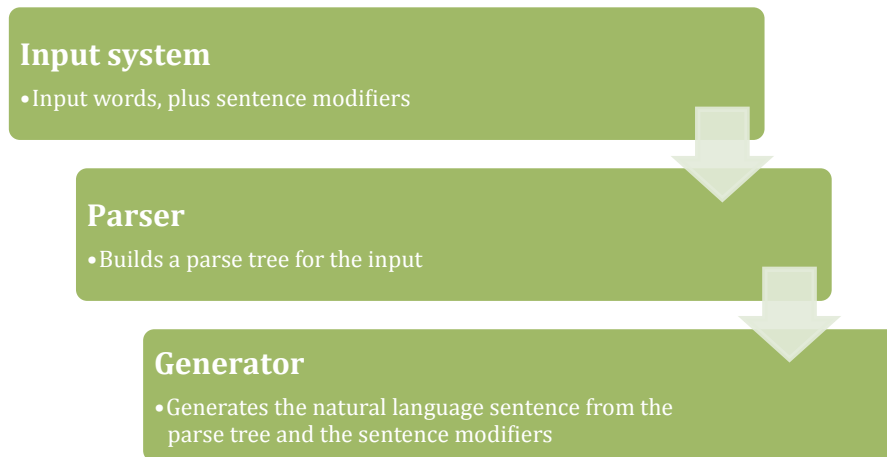 Input system
•Input words, plus sentence modifiers
Parser
•Builds a parse tree for the input
Generator
•Generates the natural language sentence from the
parse tree and the sentence modifiers